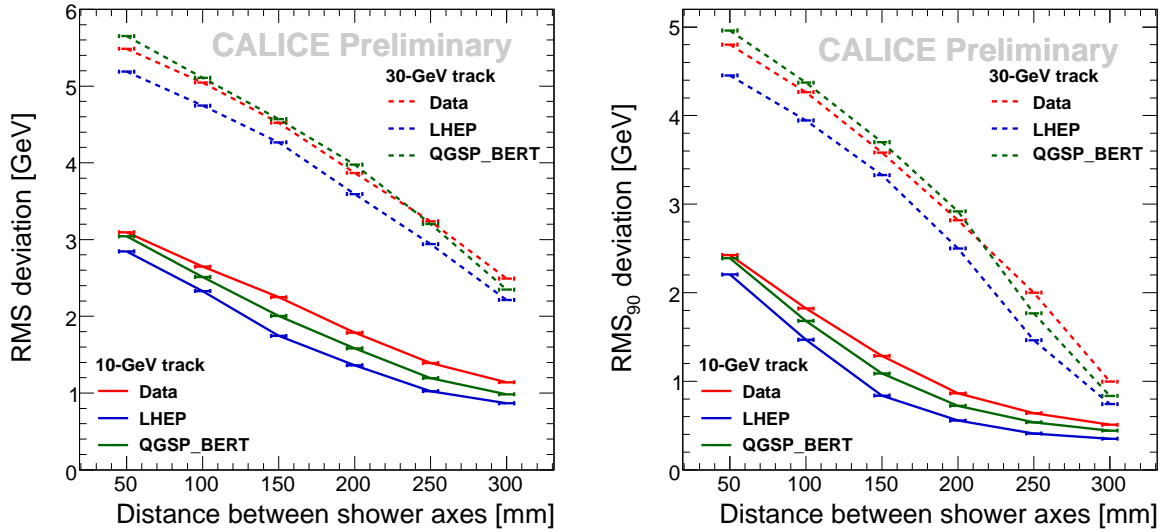 CALICE Preliminary
30-GeV track
Data
LHEP
QGSP_BERT
10-GeV track
Data
LHEP
QGSP_BERT
RMS deviation [GeV]
6
5
4
3
2
1
0
50 100 150 200 250 300
Distance between shower axes [mm]
CALICE Preliminary
30-GeV track
Data
LHEP
QGSP_BERT
10-GeV track
Data
LHEP
QGSP_BERT
RMS90 deviation [GeV]
5
4
3
2
1
0
50 100 150 200 250 300
Distance between shower axes [mm]